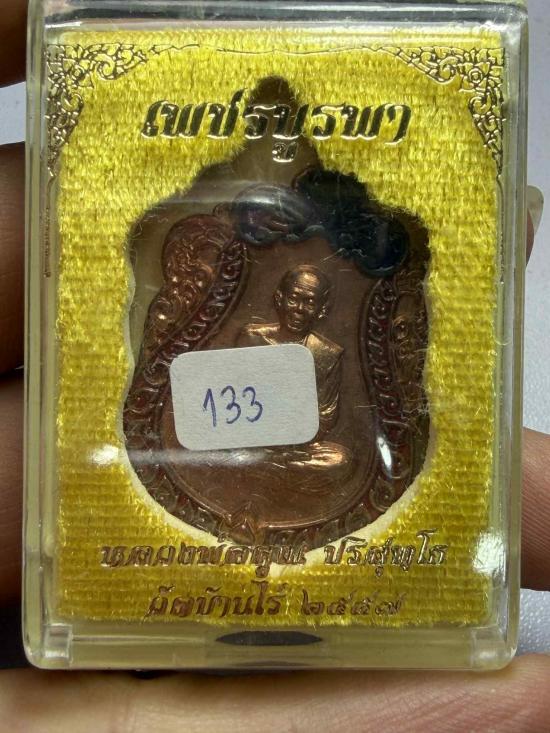 เพชรบูรพา
133
หลวงพ่อคูณ ปริสุทโธ
วัดบ้านไร่ ๒๕๕๗